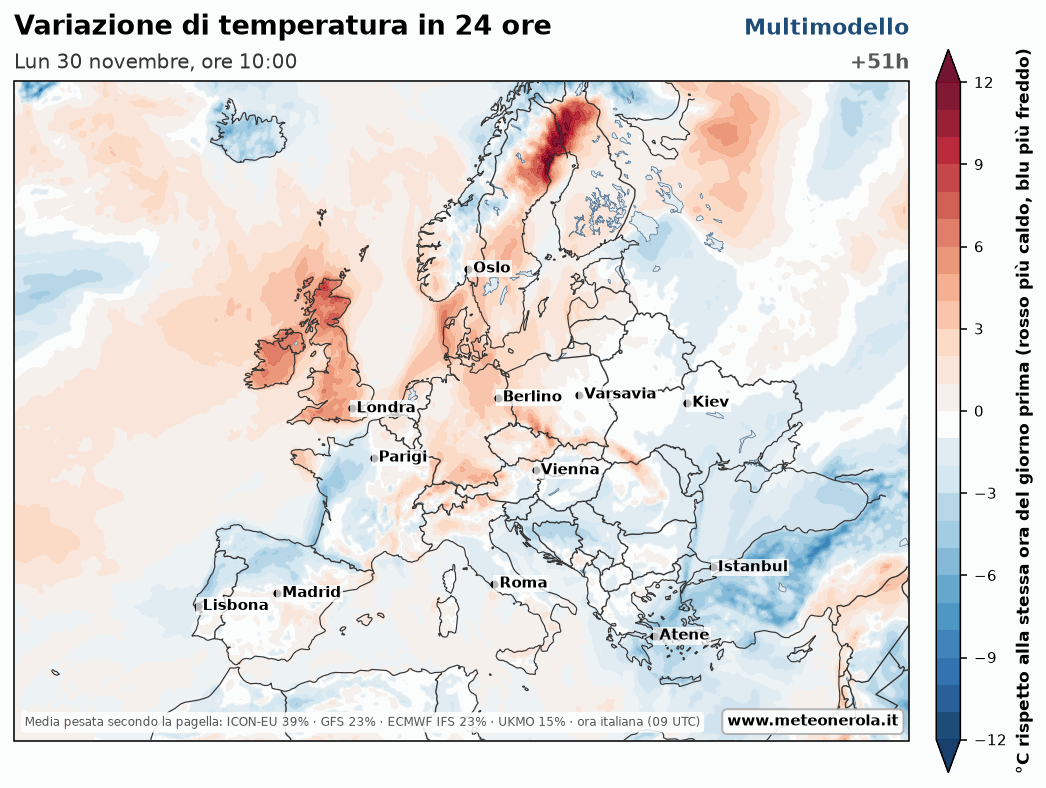 Variazione di temperatura in 24 ore
Multimodello
Lun 30 novembre, ore 10:00
+51h
Oslo
Londra
Berlino
Varsavia
Kiev
Parigi
Vienna
Istanbul
Roma
Madrid
Lisbona
Atene
Media pesata secondo la pagella: ICON-EU 39% · GFS 23% · ECMWF IFS 23% · UKMO 15% · ora italiana (09 UTC)
www.meteonerola.it
12
9
6
3
0
−3
−6
−9
−12
°C rispetto alla stessa ora del giorno prima (rosso più caldo, blu più freddo)